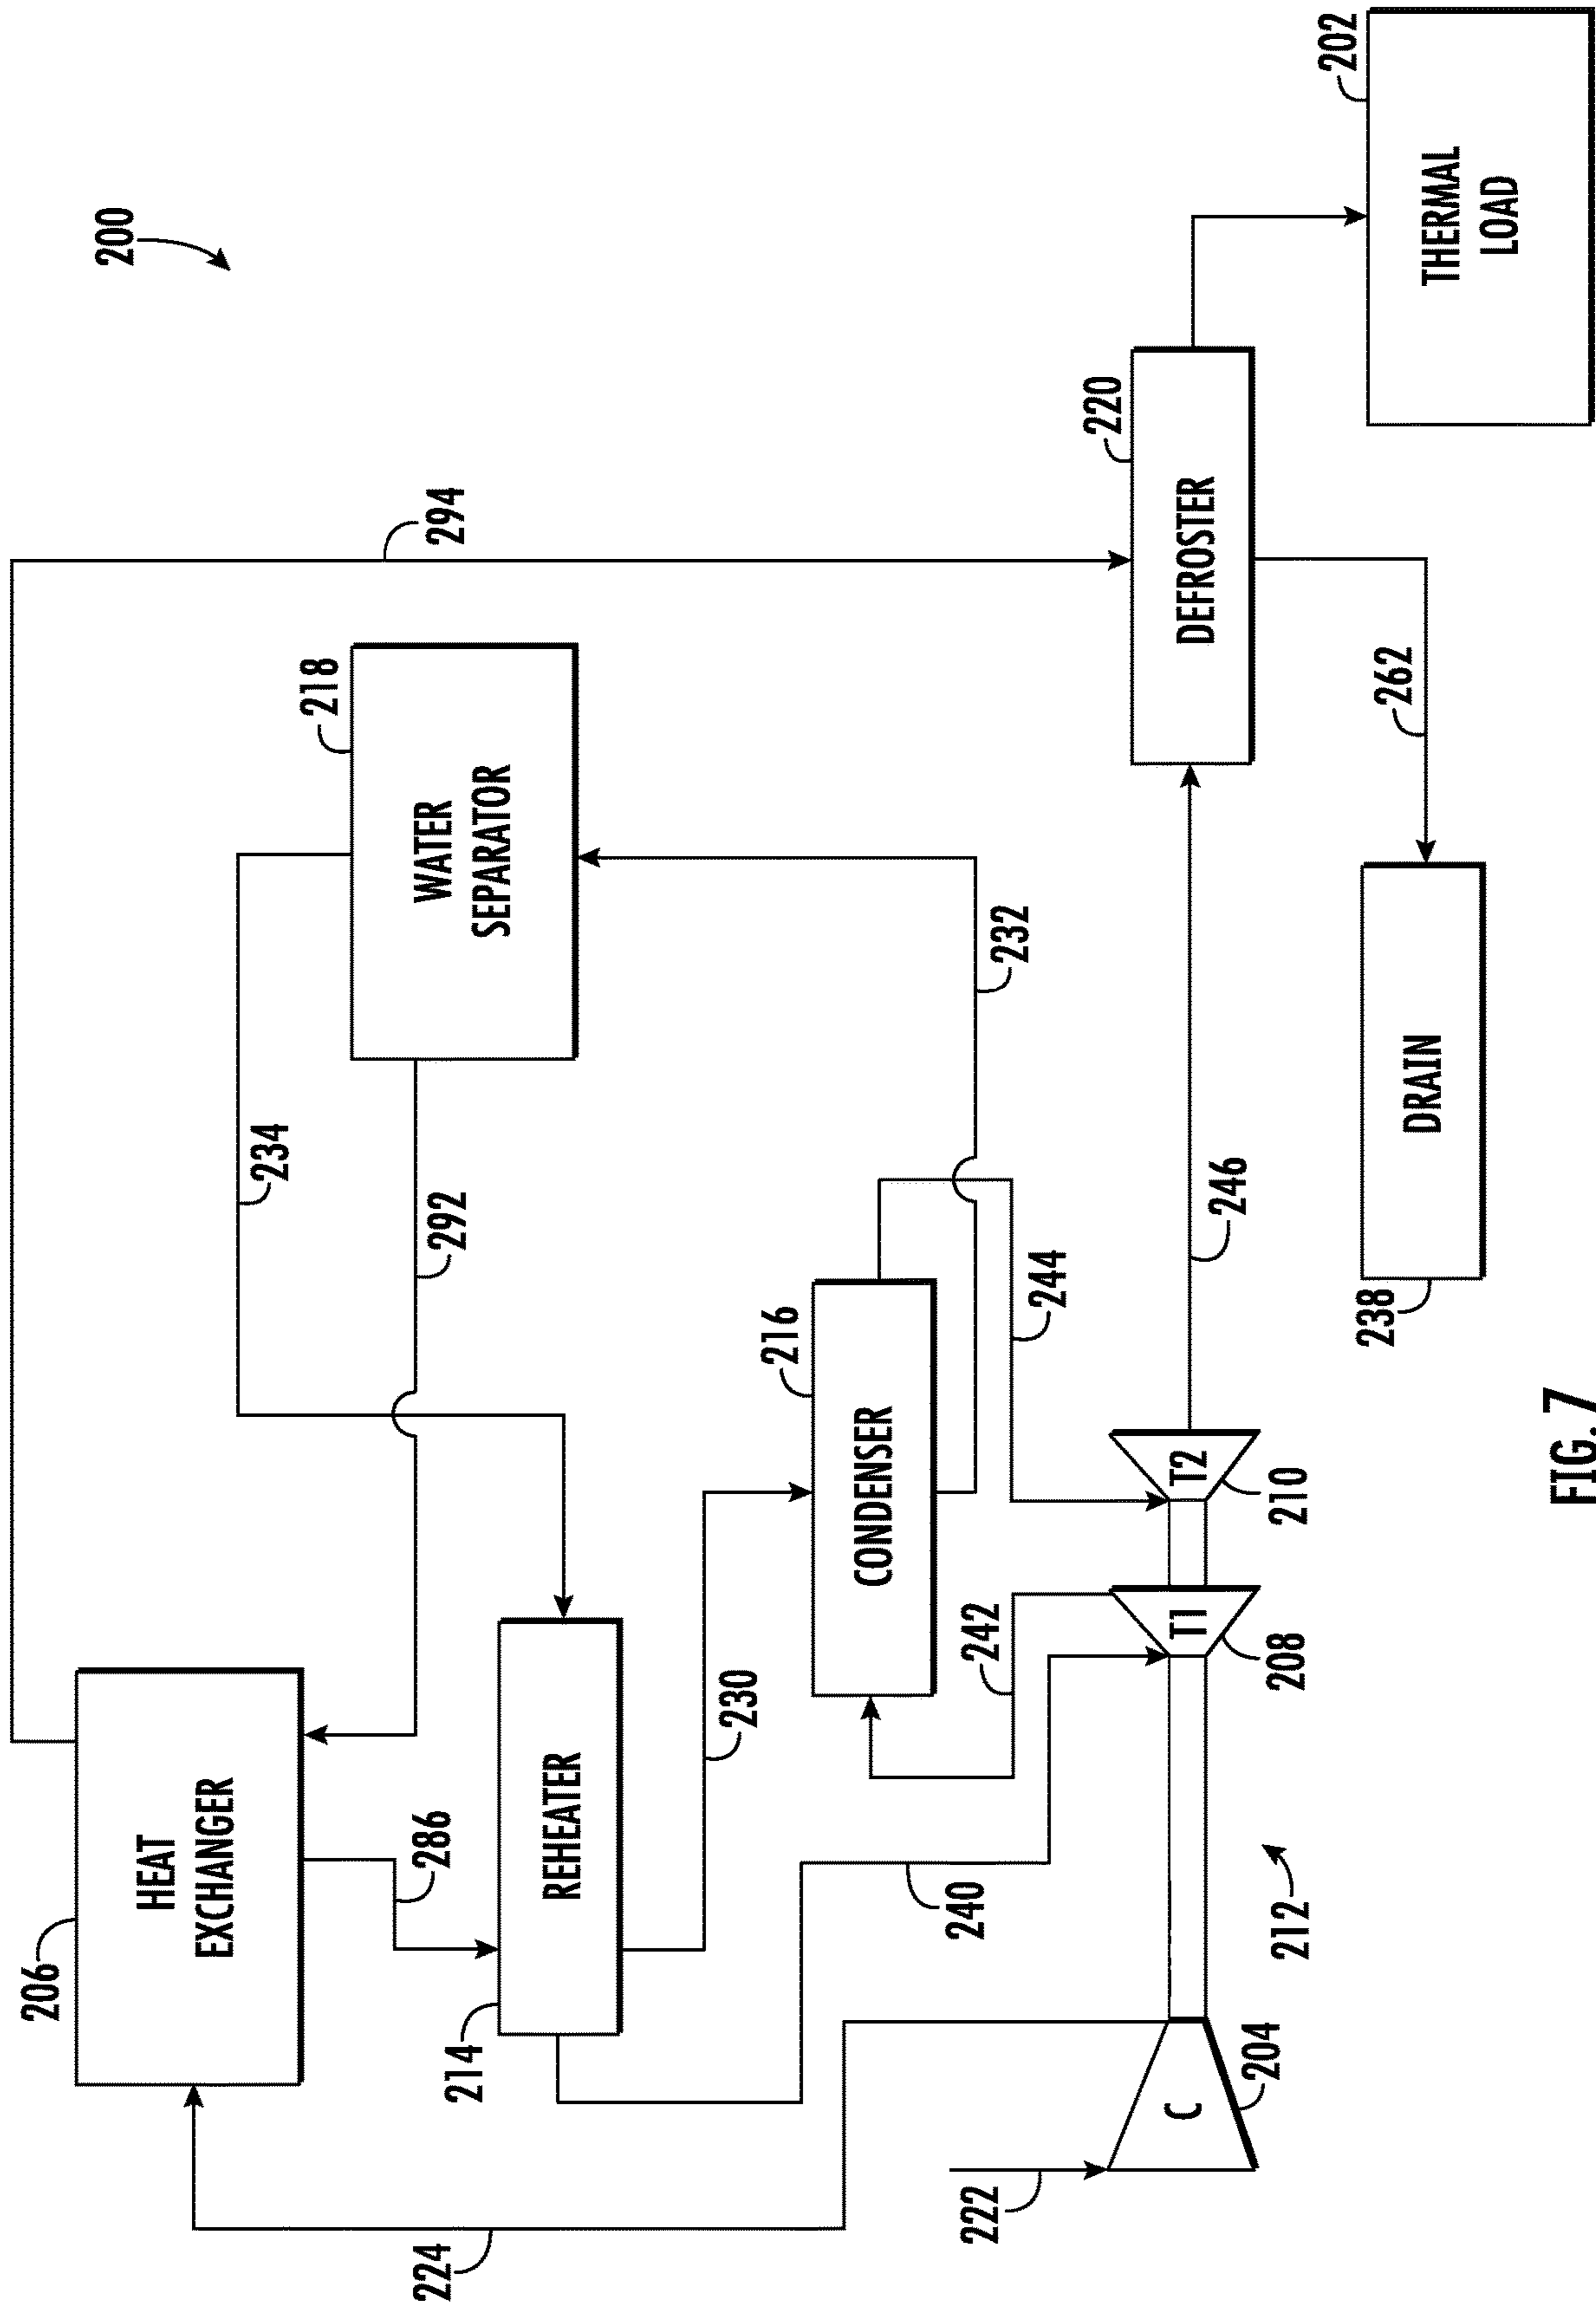 200
206
HEAT
EXCHANGER
294
218
WATER
SEPARATOR
234
292
286
224
214
REHEATER
230
216
CONDENSER
232
242
244
240
222
C
204
212
T1
208
T2
210
246
220
DEFROSTER
202
THERMAL
LOAD
262
238
DRAIN
FIG. 7